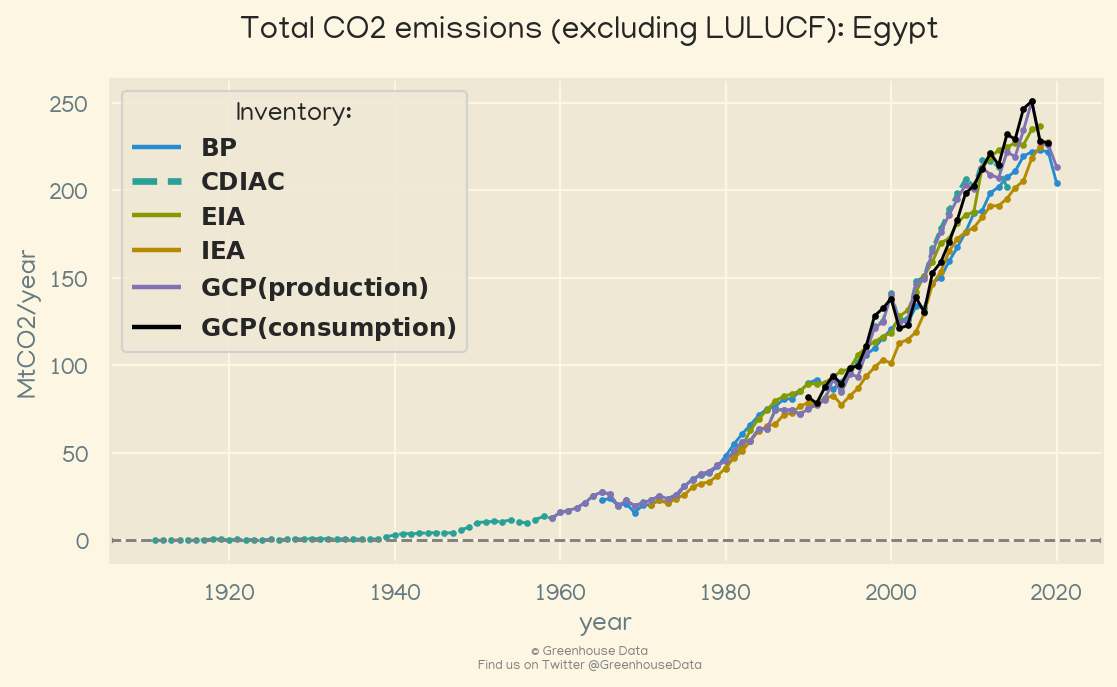 Total CO2 emissions (excluding LULUCF): Egypt
Inventory:
BP
CDIAC
EIA
IEA
GCP(production)
GCP(consumption)
MtCO2/year
250
200
150
100
50
0
1920
1940
1960
1980
2000
2020
year
© Greenhouse Data
Find us on Twitter @GreenhouseData